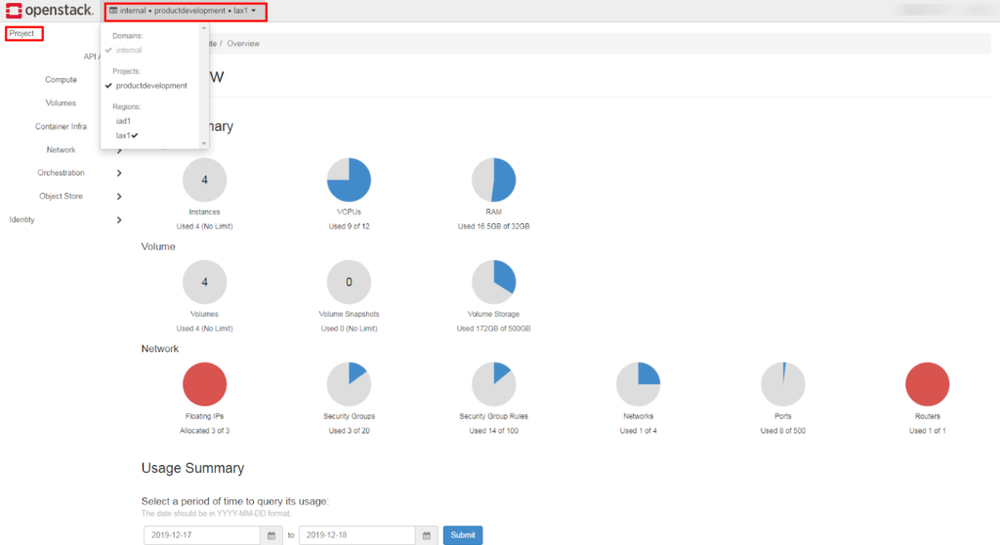 openstack.
internal • productdevelopment • lax1
Project
Domains:
internal
Projects:
productdevelopment
Regions:
iad1
lax1
/ Overview
API
Compute
Volumes
Container Infra
Network
Orchestration
Object Store
Identity
4
Instances
Used 4 (No Limit)
VCPUs
Used 9 of 12
RAM
Used 16.5GB of 32GB
Volume
4
Volumes
Used 4 (No Limit)
0
Volume Snapshots
Used 0 (No Limit)
Volume Storage
Used 172GB of 500GB
Network
Floating IPs
Allocated 3 of 3
Security Groups
Used 3 of 20
Security Group Rules
Used 14 of 100
Networks
Used 1 of 4
Ports
Used 8 of 500
Routers
Used 1 of 1
Usage Summary
Select a period of time to query its usage:
The date should be in YYYY-MM-DD format.
2019-12-17 to 2019-12-18 Submit